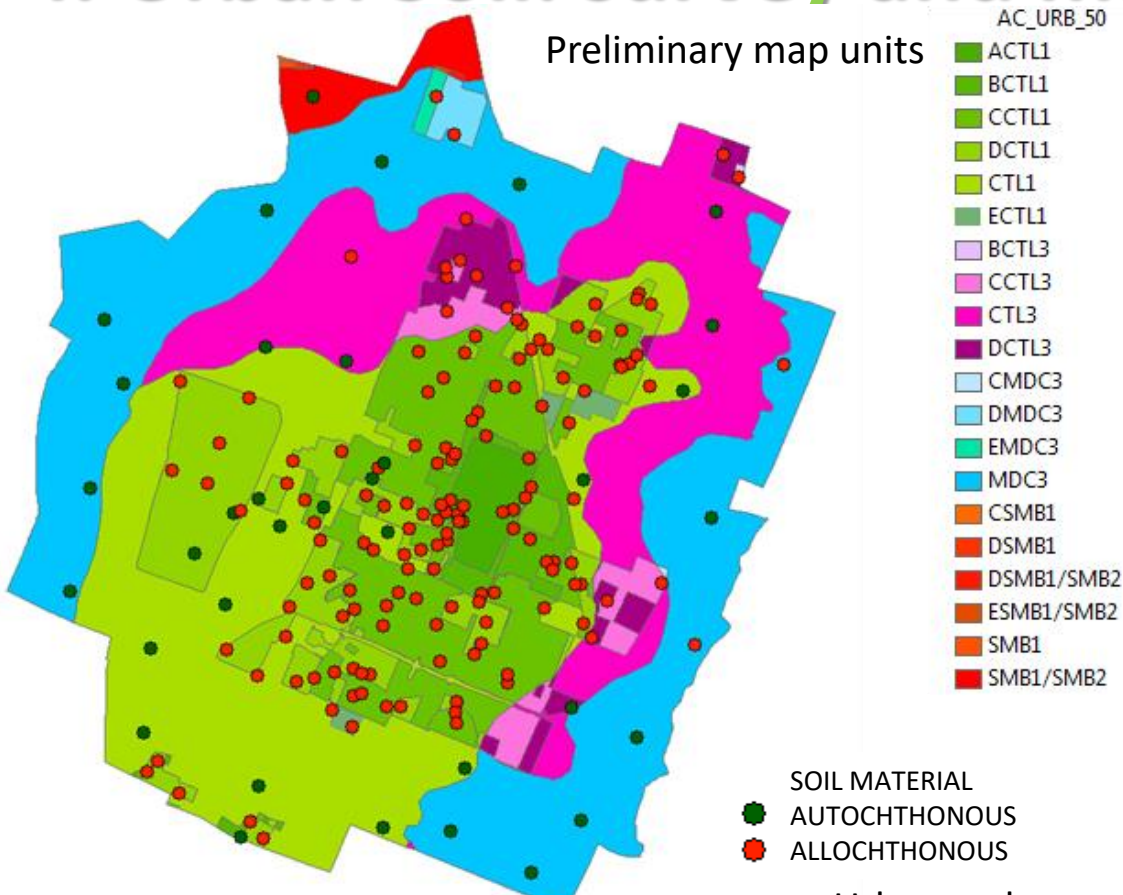 Preliminary map units
AC_URB_50
ACTL1
BCTL1
CCTL1
DCTL1
CTL1
ECTL1
BCTL3
CCTL3
CTL3
DCTL3
CMDC3
DMDC3
EMDC3
MDC3
CSMB1
DSMB1
DSMB1/SMB2
ESMB1/SMB2
SMB1
SMB1/SMB2
SOIL MATERIAL
AUTOCHTHONOUS
ALLOCHTHONOUS